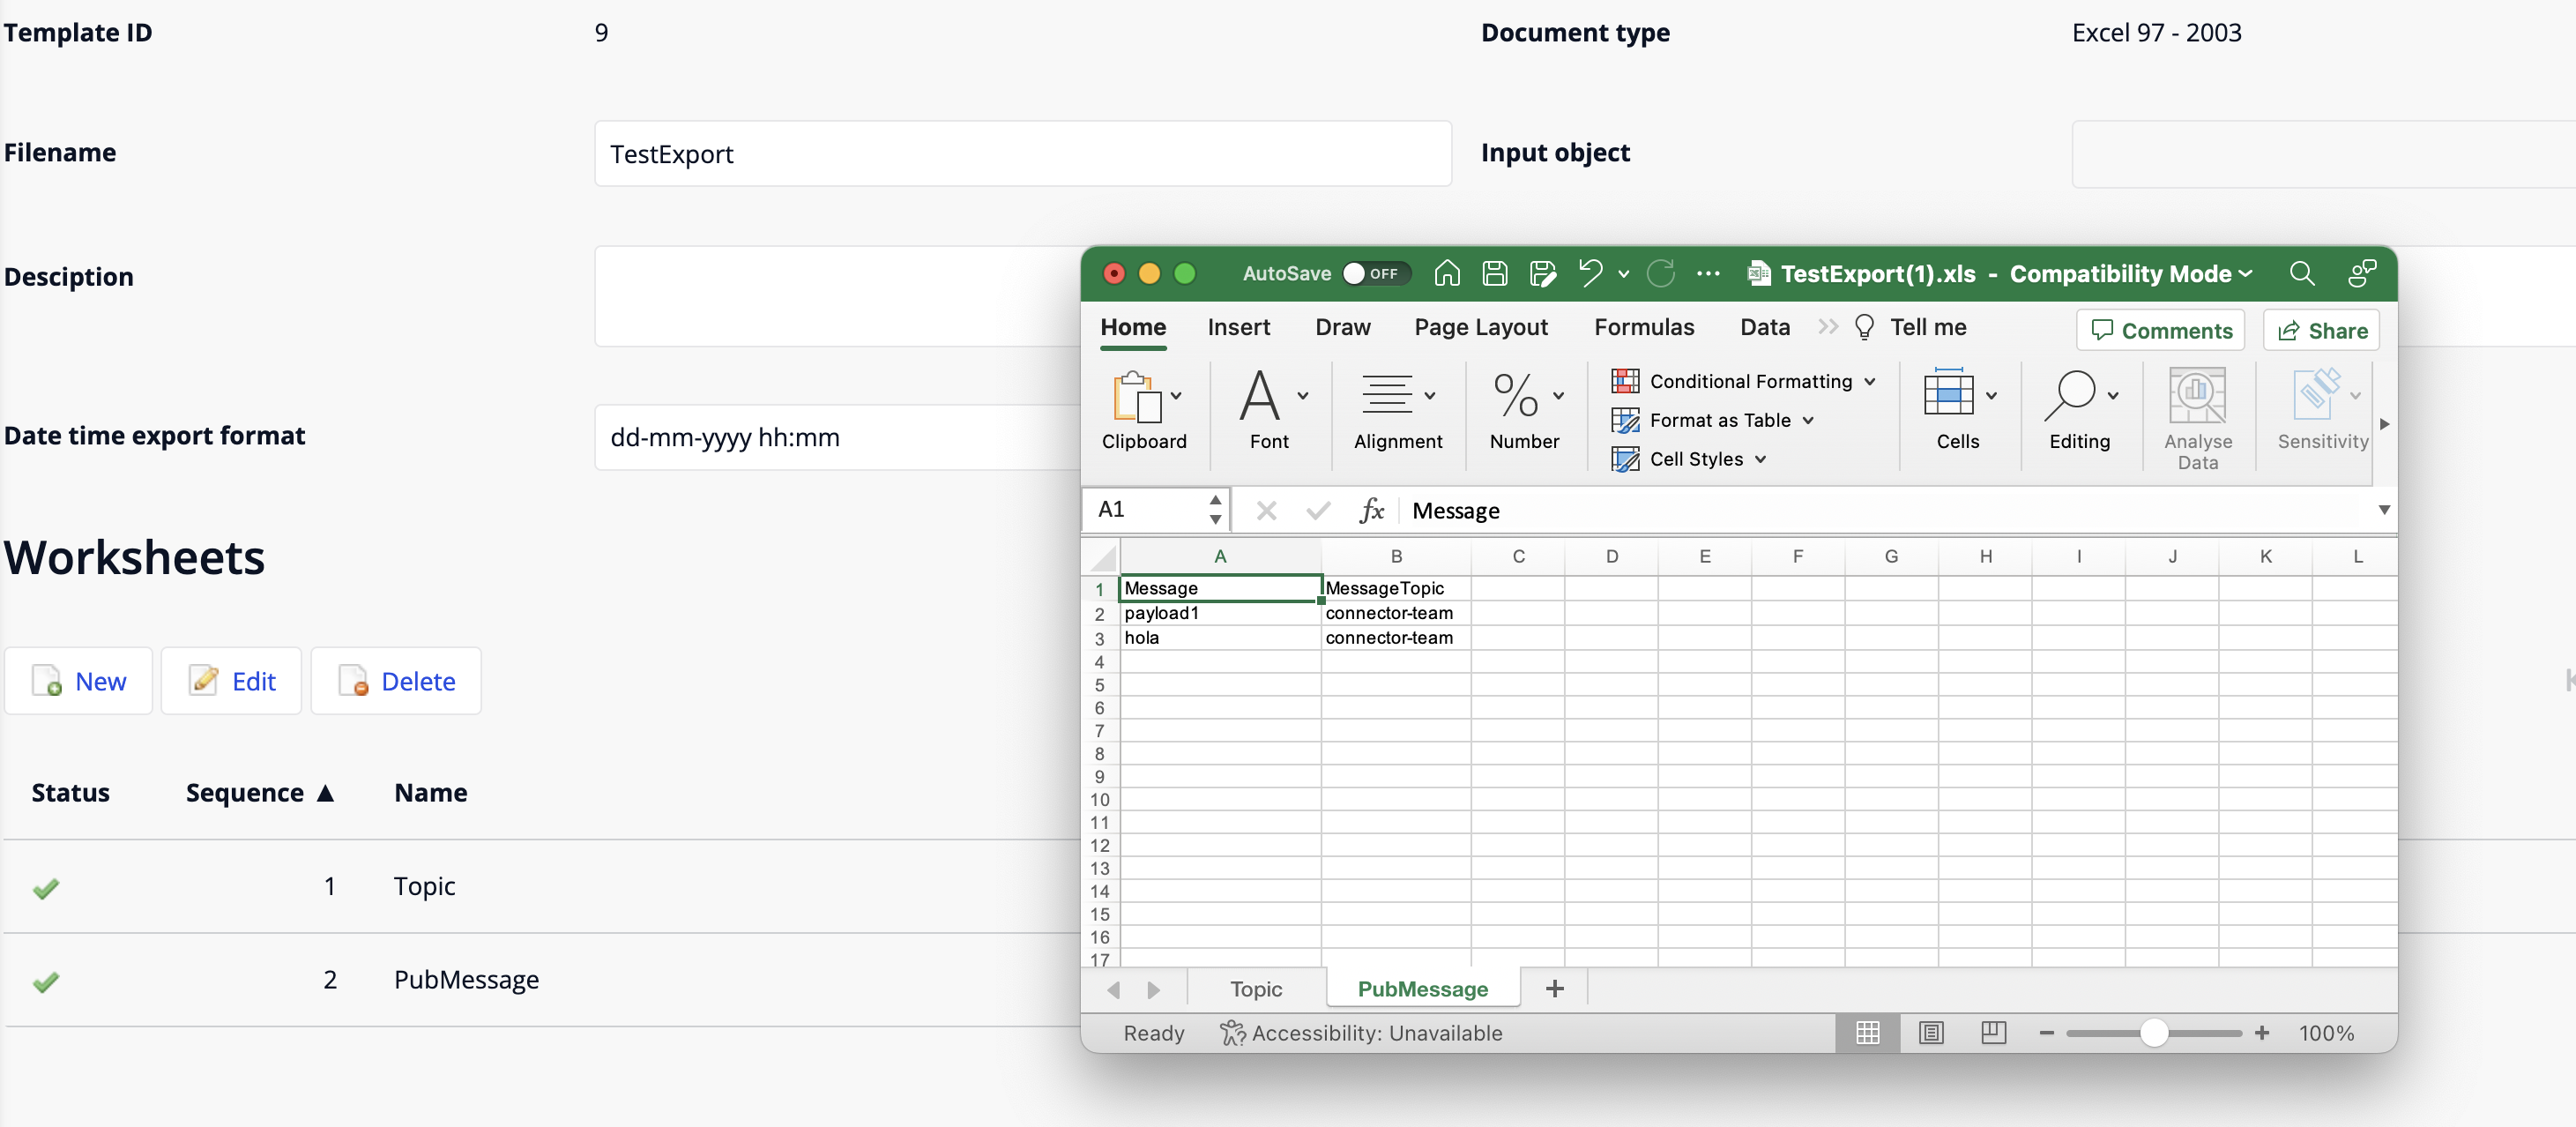 Template ID 9 Document type Excel 97 - 2003
Filename TestExport Input object
Desciption
Date time export format dd-mm-yyyy hh:mm
Worksheets
New Edit Delete
Status Sequence ▲ Name
1 Topic
2 PubMessage
AutoSave OFF ... TestExport(1).xls - Compatibility Mode
Home Insert Draw Page Layout Formulas Data Tell me Comments Share
Clipboard Font Alignment Number Conditional Formatting Format as Table Cell Styles Cells Editing Analyse Data Sensitivity
A1 fx Message
A B C D E F G H I J K L
1 Message MessageTopic
2 payload1 connector-team
3 hola connector-team
4
5
6
7
8
9
10
11
12
13
14
15
16
17
Topic PubMessage +
Ready Accessibility: Unavailable 100%